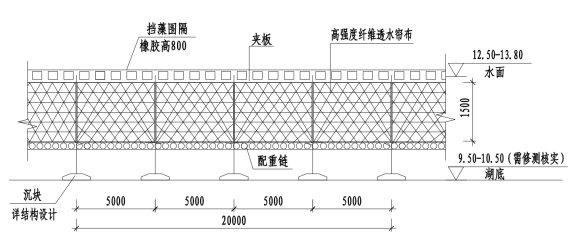 挡藻围隔
橡胶高800
夹板
高强度纤维透水帘布
12.50-13.80
水面
1500
9.50-10.50(需修测核实)
湖底
配重链
沉块
详结构设计
5000
5000
5000
5000
20000